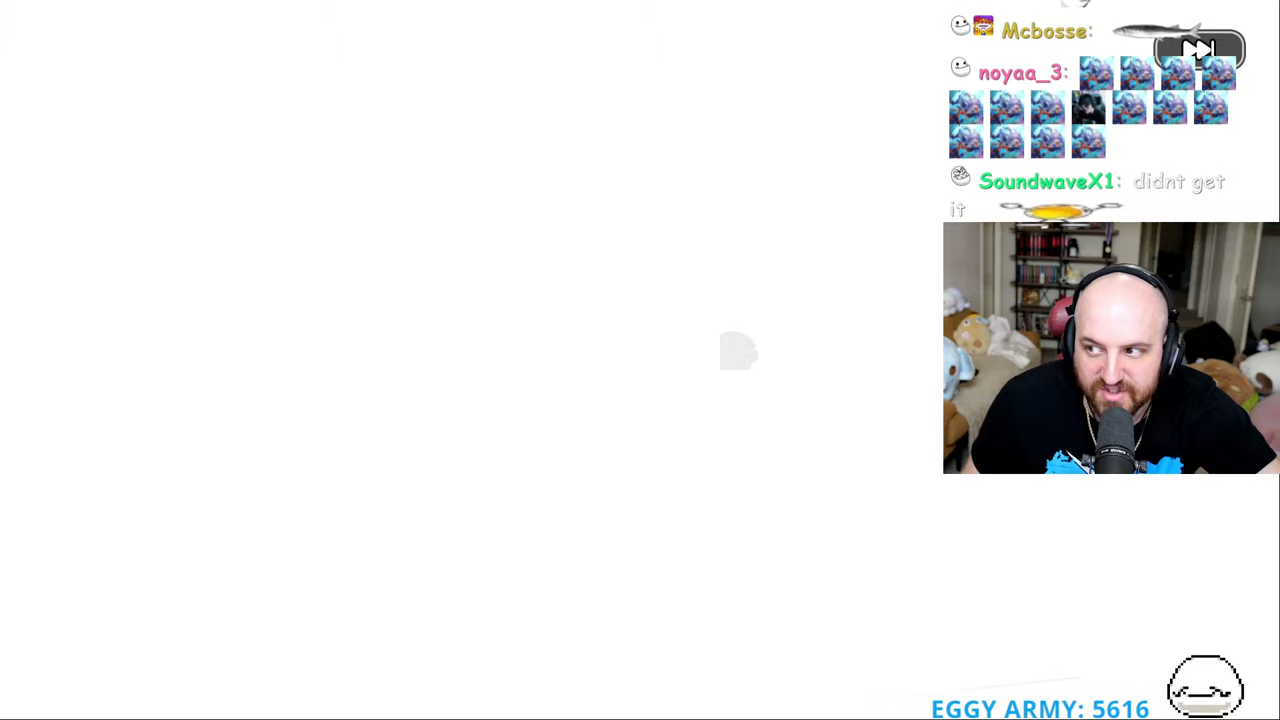 Mcbosse:
noyaa_3:
SoundwaveX1: didnt get
it
EGGY ARMY: 5616